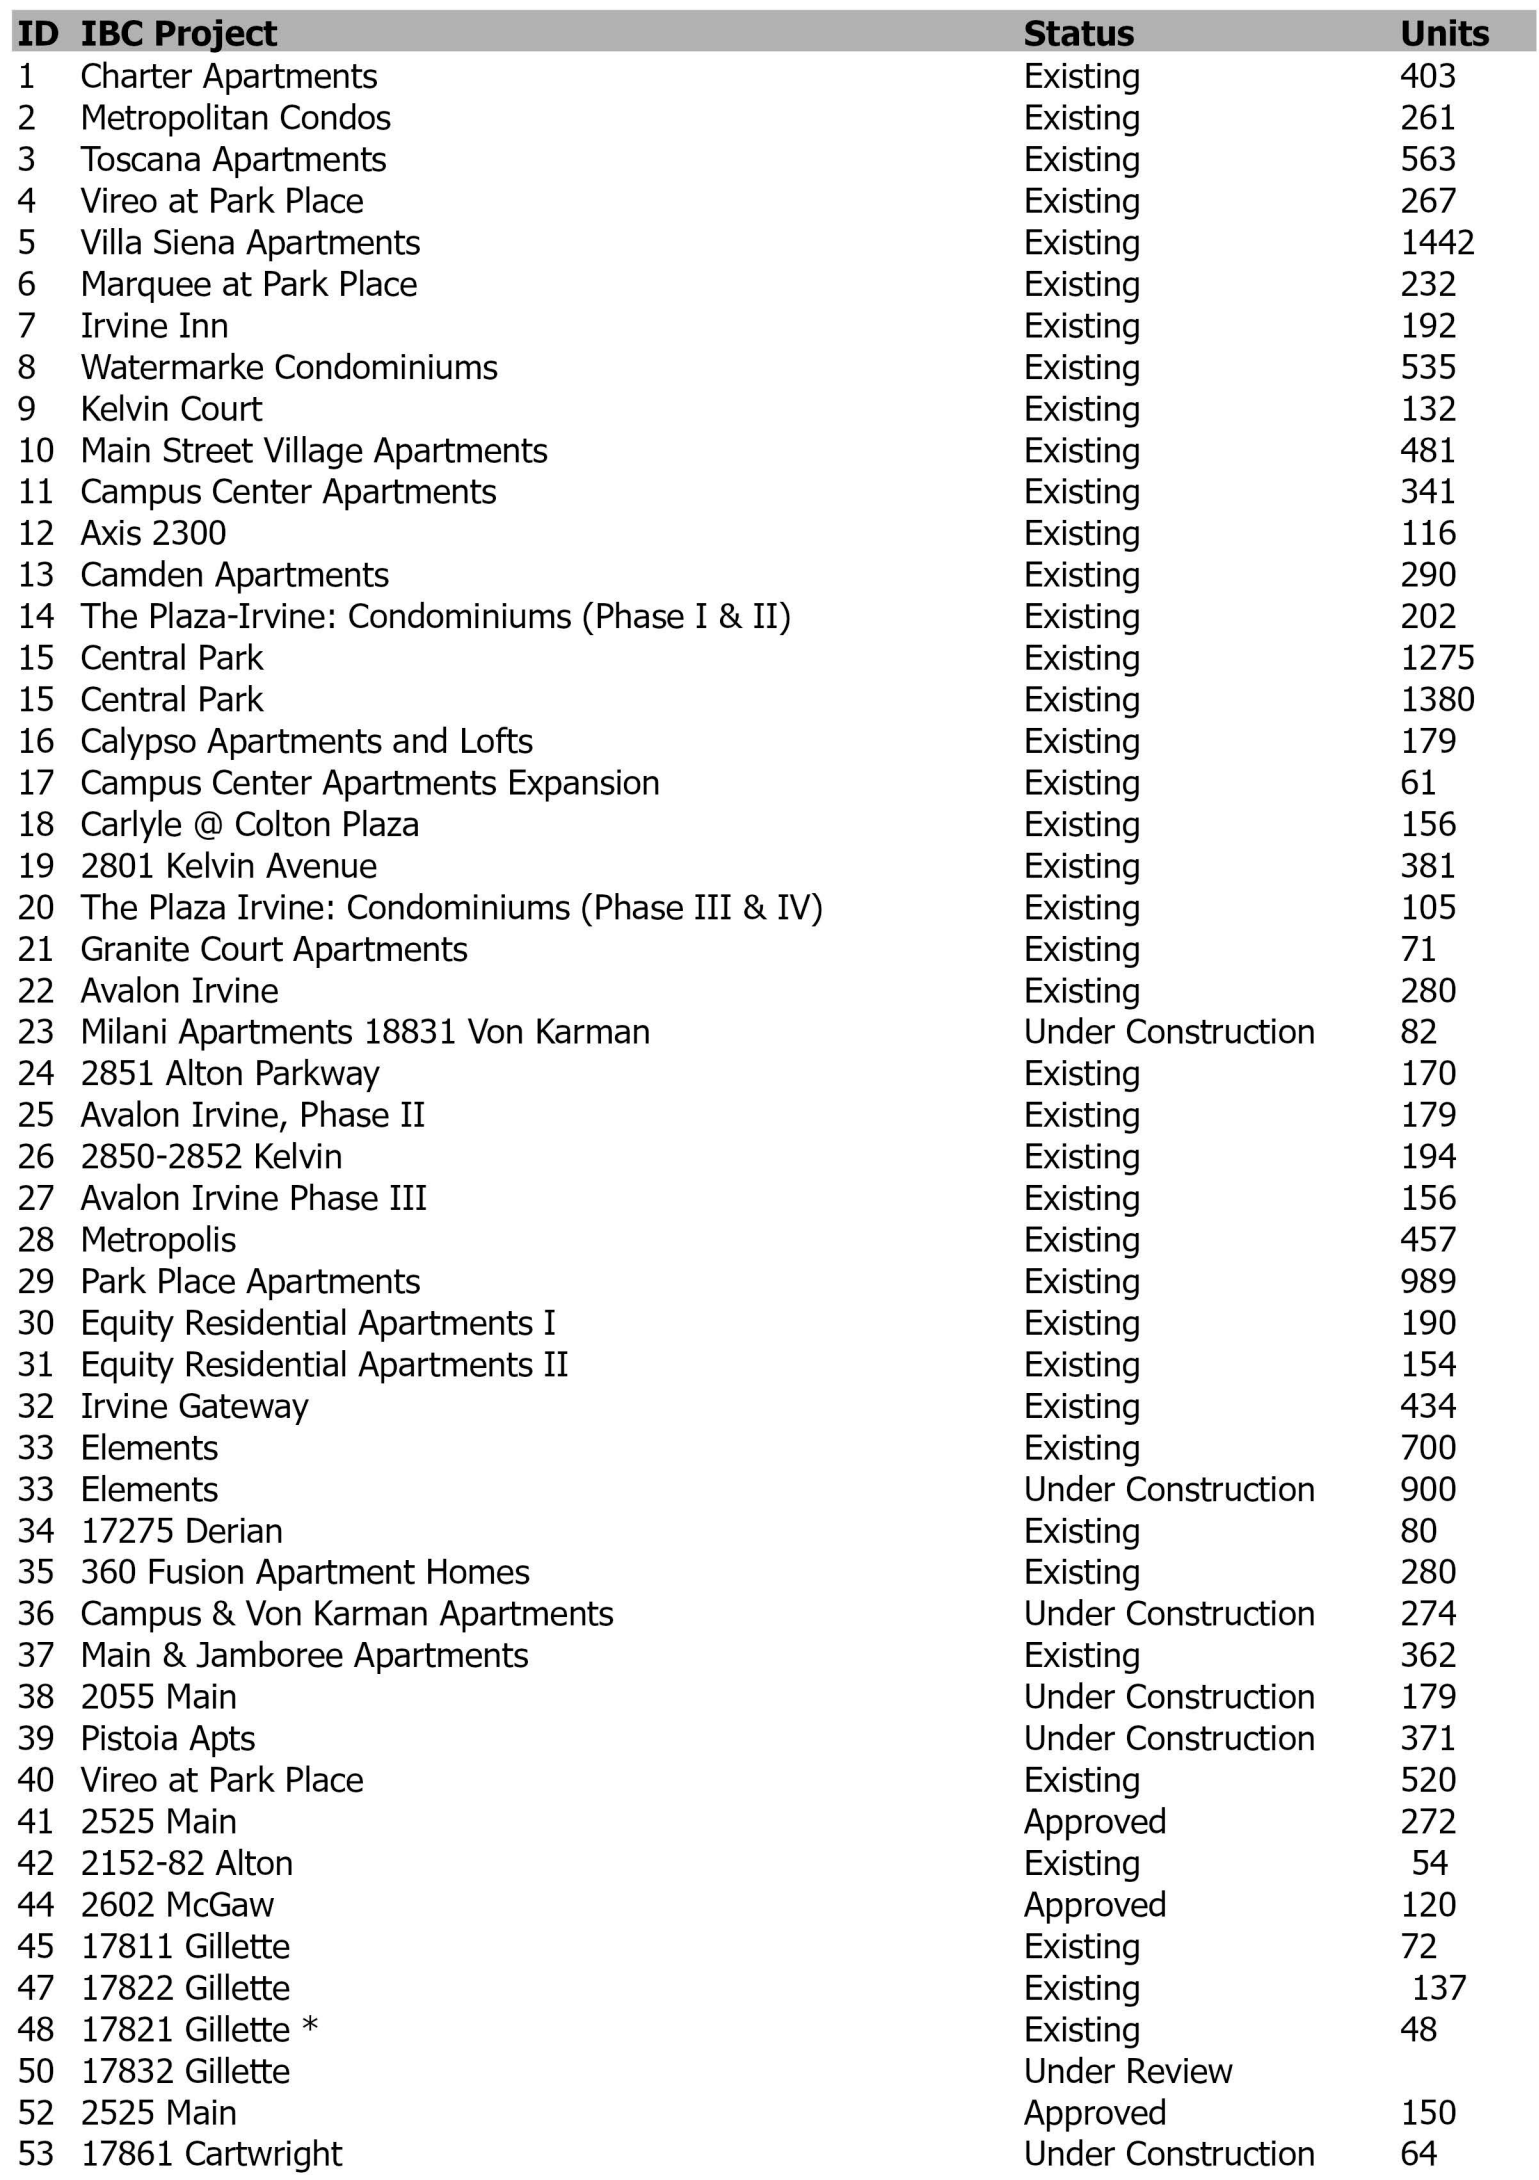 ID IBC Project Status Units
1 Charter Apartments Existing 403
2 Metropolitan Condos Existing 261
3 Toscana Apartments Existing 563
4 Vireo at Park Place Existing 267
5 Villa Siena Apartments Existing 1442
6 Marquee at Park Place Existing 232
7 Irvine Inn Existing 192
8 Watermarke Condominiums Existing 535
9 Kelvin Court Existing 132
10 Main Street Village Apartments Existing 481
11 Campus Center Apartments Existing 341
12 Axis 2300 Existing 116
13 Camden Apartments Existing 290
14 The Plaza-Irvine: Condominiums (Phase I & II) Existing 202
15 Central Park Existing 1275
15 Central Park Existing 1380
16 Calypso Apartments and Lofts Existing 179
17 Campus Center Apartments Expansion Existing 61
18 Carlyle @ Colton Plaza Existing 156
19 2801 Kelvin Avenue Existing 381
20 The Plaza Irvine: Condominiums (Phase III & IV) Existing 105
21 Granite Court Apartments Existing 71
22 Avalon Irvine Existing 280
23 Milani Apartments 18831 Von Karman Under Construction 82
24 2851 Alton Parkway Existing 170
25 Avalon Irvine, Phase II Existing 179
26 2850-2852 Kelvin Existing 194
27 Avalon Irvine Phase III Existing 156
28 Metropolis Existing 457
29 Park Place Apartments Existing 989
30 Equity Residential Apartments I Existing 190
31 Equity Residential Apartments II Existing 154
32 Irvine Gateway Existing 434
33 Elements Existing 700
33 Elements Under Construction 900
34 17275 Derian Existing 80
35 360 Fusion Apartment Homes Existing 280
36 Campus & Von Karman Apartments Under Construction 274
37 Main & Jamboree Apartments Existing 362
38 2055 Main Under Construction 179
39 Pistoia Apts Under Construction 371
40 Vireo at Park Place Existing 520
41 2525 Main Approved 272
42 2152-82 Alton Existing 54
44 2602 McGaw Approved 120
45 17811 Gillette Existing 72
47 17822 Gillette Existing 137
48 17821 Gillette * Existing 48
50 17832 Gillette Under Review
52 2525 Main Approved 150
53 17861 Cartwright Under Construction 64